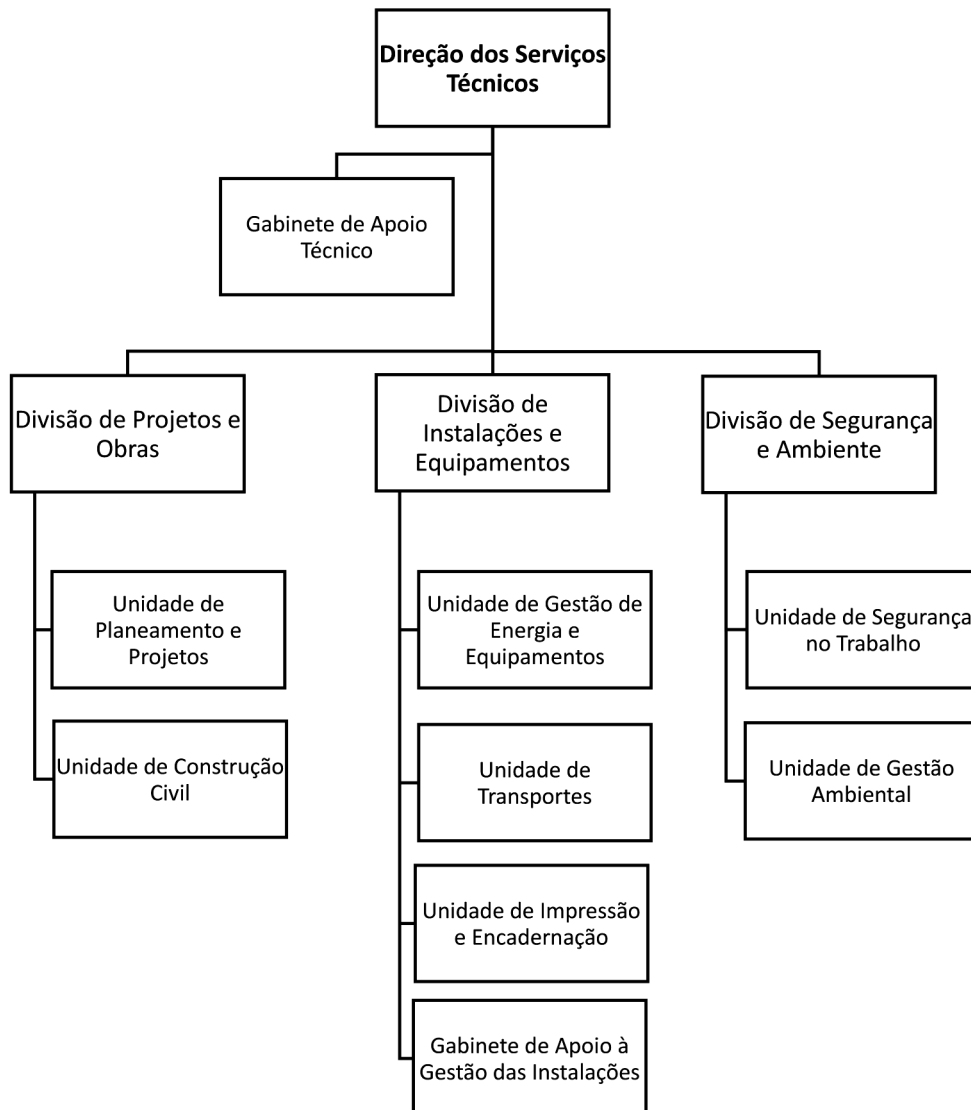 Direção dos Serviços
Técnicos
Gabinete de Apoio
Técnico
Divisão de Projetos e
Obras
Divisão de
Instalações e
Equipamentos
Divisão de Segurança
e Ambiente
Unidade de
Planeamento e
Projetos
Unidade de Construção
Civil
Unidade de Gestão de
Energia e
Equipamentos
Unidade de
Transportes
Unidade de Impressão
e Encadernação
Gabinete de Apoio à
Gestão das Instalações
Unidade de Segurança
no Trabalho
Unidade de Gestão
Ambiental